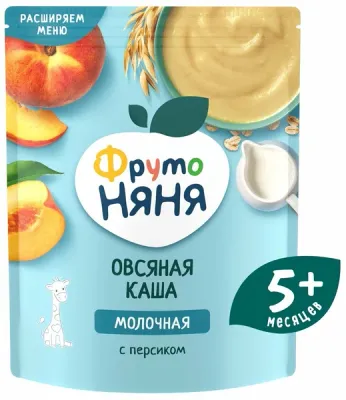 РАСШИРЯЕМ
МЕНЮ
ФРУТО
НЯНЯ
ОВСЯНАЯ
КАША
МОЛОЧНАЯ
с персиком
5+
месяцев